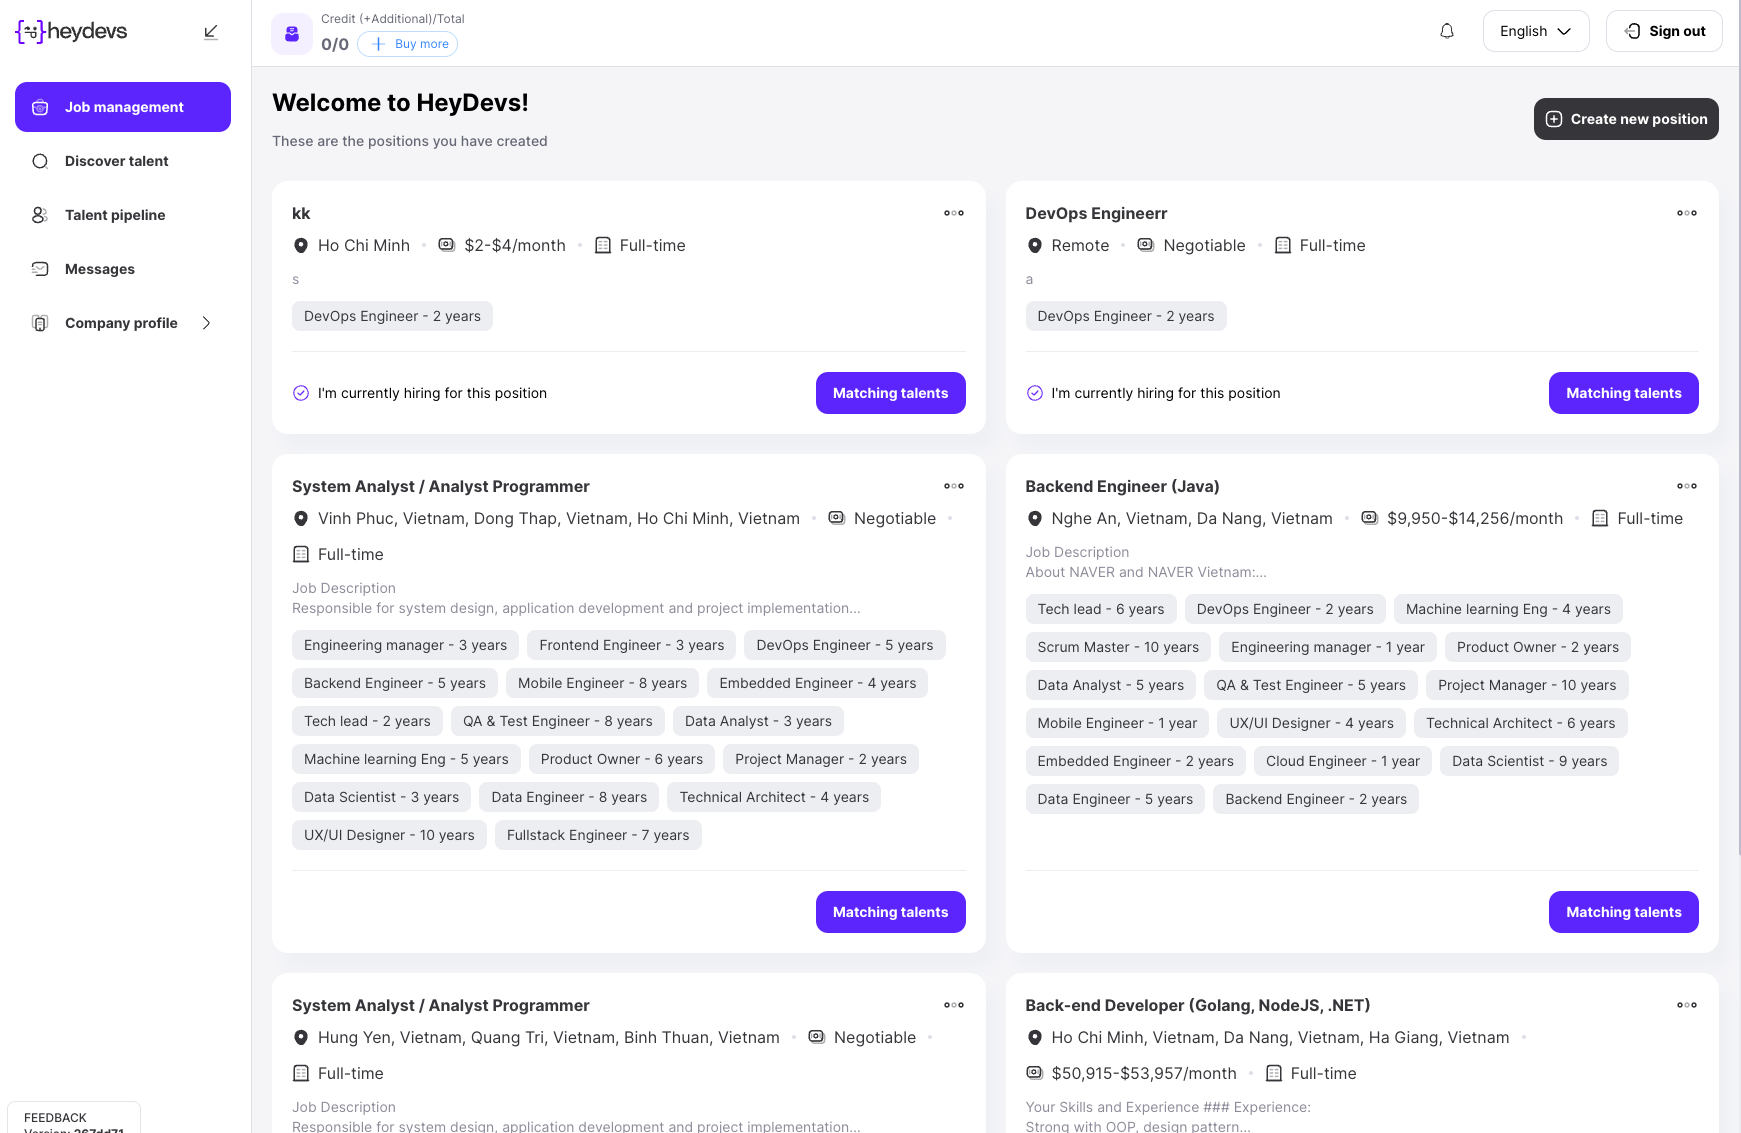 heydevs
Credit (+Additional)/Total
0/0
Buy more
English
Sign out
Job management
Discover talent
Talent pipeline
Messages
Company profile
Welcome to HeyDevs!
These are the positions you have created
Create new position
kk
Ho Chi Minh
$2-$4/month
Full-time
s
DevOps Engineer - 2 years
I'm currently hiring for this position
Matching talents
DevOps Engineerr
Remote
Negotiable
Full-time
a
DevOps Engineer - 2 years
I'm currently hiring for this position
Matching talents
System Analyst / Analyst Programmer
Vinh Phuc, Vietnam, Dong Thap, Vietnam, Ho Chi Minh, Vietnam
Negotiable
Full-time
Job Description
Responsible for system design, application development and project implementation...
Engineering manager - 3 years
Frontend Engineer - 3 years
DevOps Engineer - 5 years
Backend Engineer - 5 years
Mobile Engineer - 8 years
Embedded Engineer - 4 years
Tech lead - 2 years
QA & Test Engineer - 8 years
Data Analyst - 3 years
Machine learning Eng - 5 years
Product Owner - 6 years
Project Manager - 2 years
Data Scientist - 3 years
Data Engineer - 8 years
Technical Architect - 4 years
UX/UI Designer - 10 years
Fullstack Engineer - 7 years
Matching talents
Backend Engineer (Java)
Nghe An, Vietnam, Da Nang, Vietnam
$9,950-$14,256/month
Full-time
Job Description
About NAVER and NAVER Vietnam:...
Tech lead - 6 years
DevOps Engineer - 2 years
Machine learning Eng - 4 years
Scrum Master - 10 years
Engineering manager - 1 year
Product Owner - 2 years
Data Analyst - 5 years
QA & Test Engineer - 5 years
Project Manager - 10 years
Mobile Engineer - 1 year
UX/UI Designer - 4 years
Technical Architect - 6 years
Embedded Engineer - 2 years
Cloud Engineer - 1 year
Data Scientist - 9 years
Data Engineer - 5 years
Backend Engineer - 2 years
Matching talents
System Analyst / Analyst Programmer
Hung Yen, Vietnam, Quang Tri, Vietnam, Binh Thuan, Vietnam
Negotiable
Full-time
Job Description
Responsible for system design, application development and project implementation...
Back-end Developer (Golang, NodeJS, .NET)
Ho Chi Minh, Vietnam, Da Nang, Vietnam, Ha Giang, Vietnam
$50,915-$53,957/month
Full-time
Your Skills and Experience ### Experience:
Strong with OOP, design pattern...
FEEDBACK
Version: 267dd71